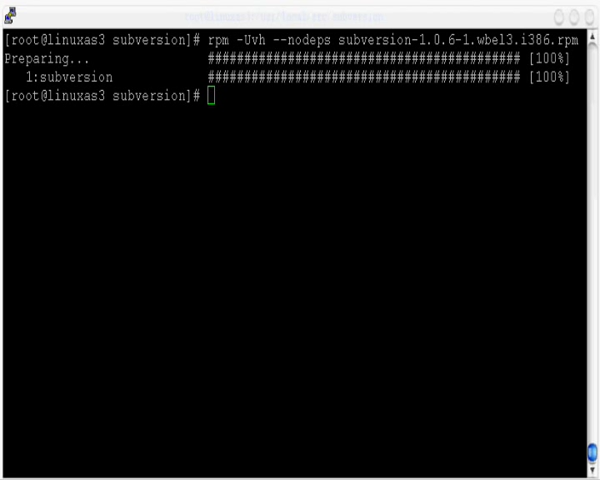 [root@linuxas3 subversion]# rpm -Uvh --nodeps subversion-1.0.6-1.wbel3.i386.rpm
Preparing... ########################################### [100%]
1:subversion ########################################### [100%]
[root@linuxas3 subversion]#